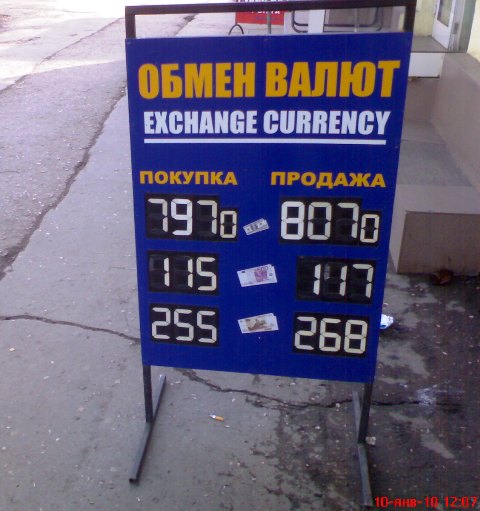 ОБМЕН ВАЛЮТ
EXCHANGE CURRENCY
ПОКУПКА ПРОДАЖА
7970 8070
115 117
255 268
10-янв-10 12:07